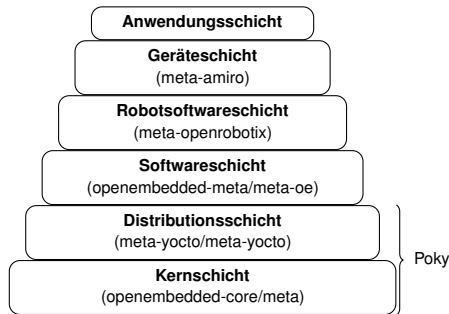 Anwendungsschicht
Geräteschicht
(meta-amiro)
Robotsoftwareschicht
(meta-openrobotix)
Softwareschicht
(openembedded-meta/meta-oe)
Distributionsschicht
(meta-yocto/meta-yocto)
Kernschicht
(openembedded-core/meta)
Poky